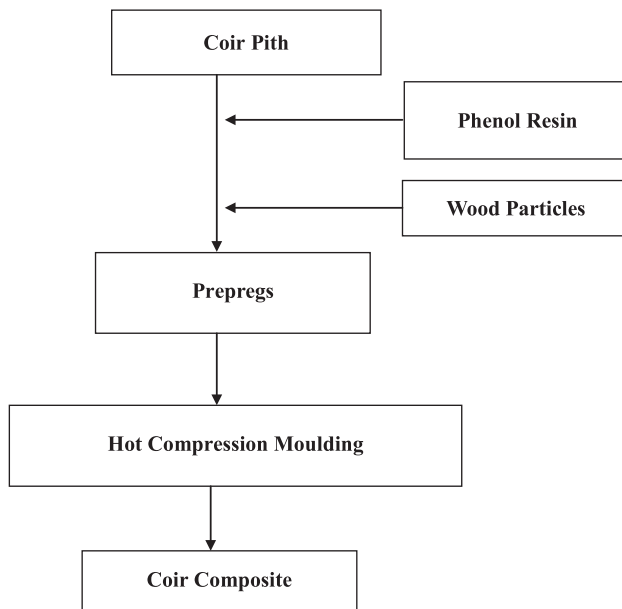 Coir Pith
Phenol Resin
Wood Particles
Prepregs
Hot Compression Moulding
Coir Composite